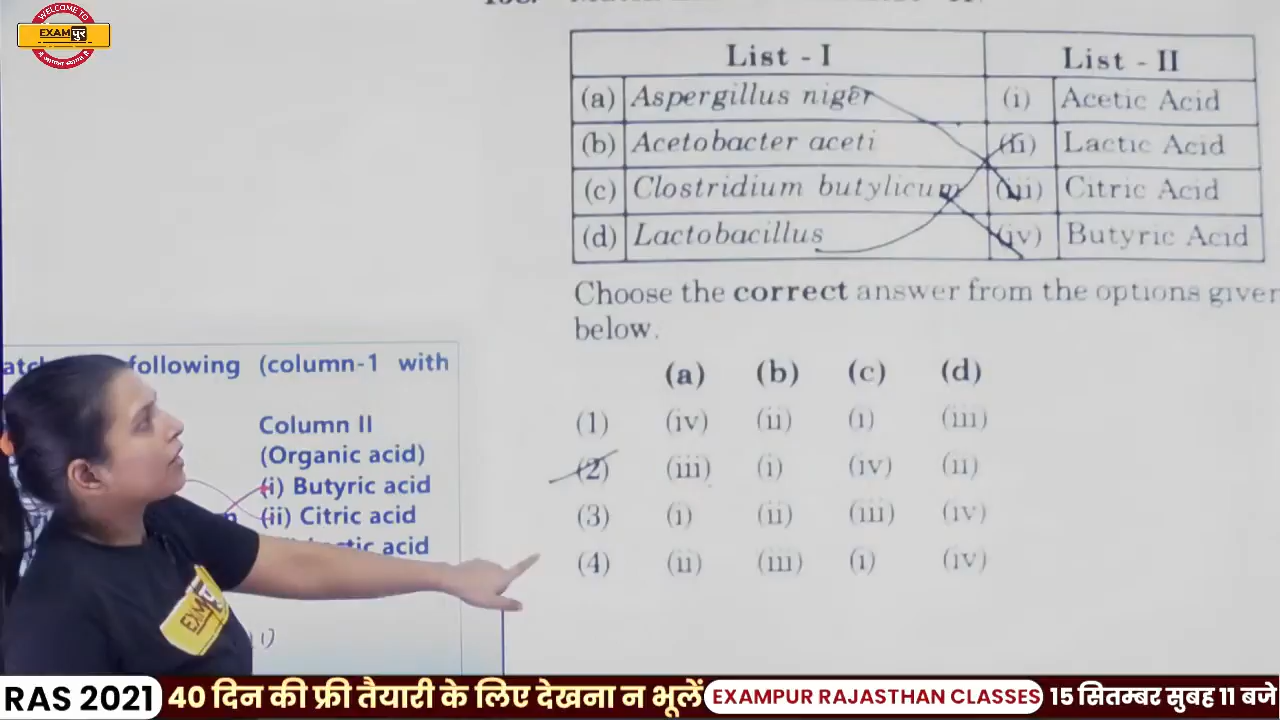 WELCOME TO
EXAMपुर
List - I List - II
(a) Aspergillus niger (i) Acetic Acid
(b) Acetobacter aceti (ii) Lactic Acid
(c) Clostridium butylicum (iii) Citric Acid
(d) Lactobacillus (iv) Butyric Acid
Choose the correct answer from the options given
below.
(a) (b) (c) (d)
(1) (iv) (ii) (i) (iii)
(2) (iii) (i) (iv) (ii)
(3) (i) (ii) (iii) (iv)
(4) (ii) (iii) (i) (iv)
following (column-1 with
Column II
(Organic acid)
(i) Butyric acid
(ii) Citric acid
acid
EXAMपुर
RAS 2021 40 दिन की फ्री तैयारी के लिए देखना न भूलें EXAMPUR RAJASTHAN CLASSES 15 सितम्बर सुबह 11 बजे